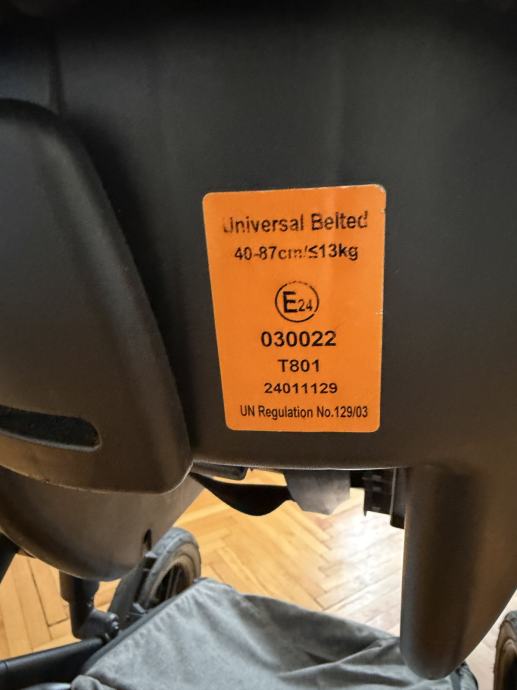 Universal Belted
40-87cm/≤13kg
E24
030022
T801
24011129
UN Regulation No.129/03